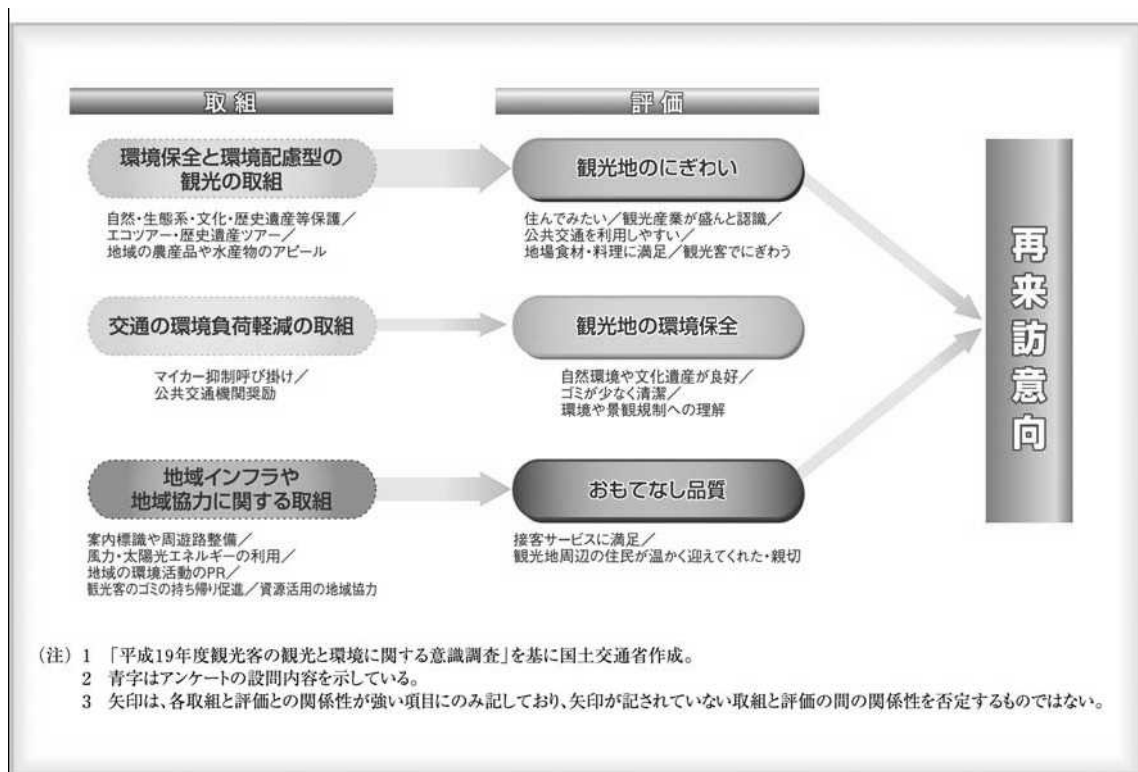 取組
評価
環境保全と環境配慮型の
観光の取組
自然・生態系・文化・歴史遺産等保護／
エコツアー・歴史遺産ツアー／
地域の農産品や水産物のアピール
観光地のにぎわい
住んでみたい／観光産業が盛んと認識／
公共交通を利用しやすい／
地場食材・料理に満足／観光客でにぎわう
交通の環境負荷軽減の取組
マイカー抑制呼び掛け／
公共交通機関奨励
観光地の環境保全
自然環境や文化遺産が良好／
ゴミが少なく清潔／
環境や景観規制への理解
地域インフラや
地域協力に関する取組
案内標識や周遊路整備／
風力・太陽光エネルギーの利用／
地域の環境活動のPR／
観光客のゴミの持ち帰り促進／資源活用の地域協力
おもてなし品質
接客サービスに満足／
観光地周辺の住民が温かく迎えてくれた・親切
再来訪意向
（注）1 「平成19年度観光客の観光と環境に関する意識調査」を基に国土交通省作成。
2 青字はアンケートの設問内容を示している。
3 矢印は、各取組と評価との関係性が強い項目にのみ記しており、矢印が記されていない取組と評価の間の関係性を否定するものではない。